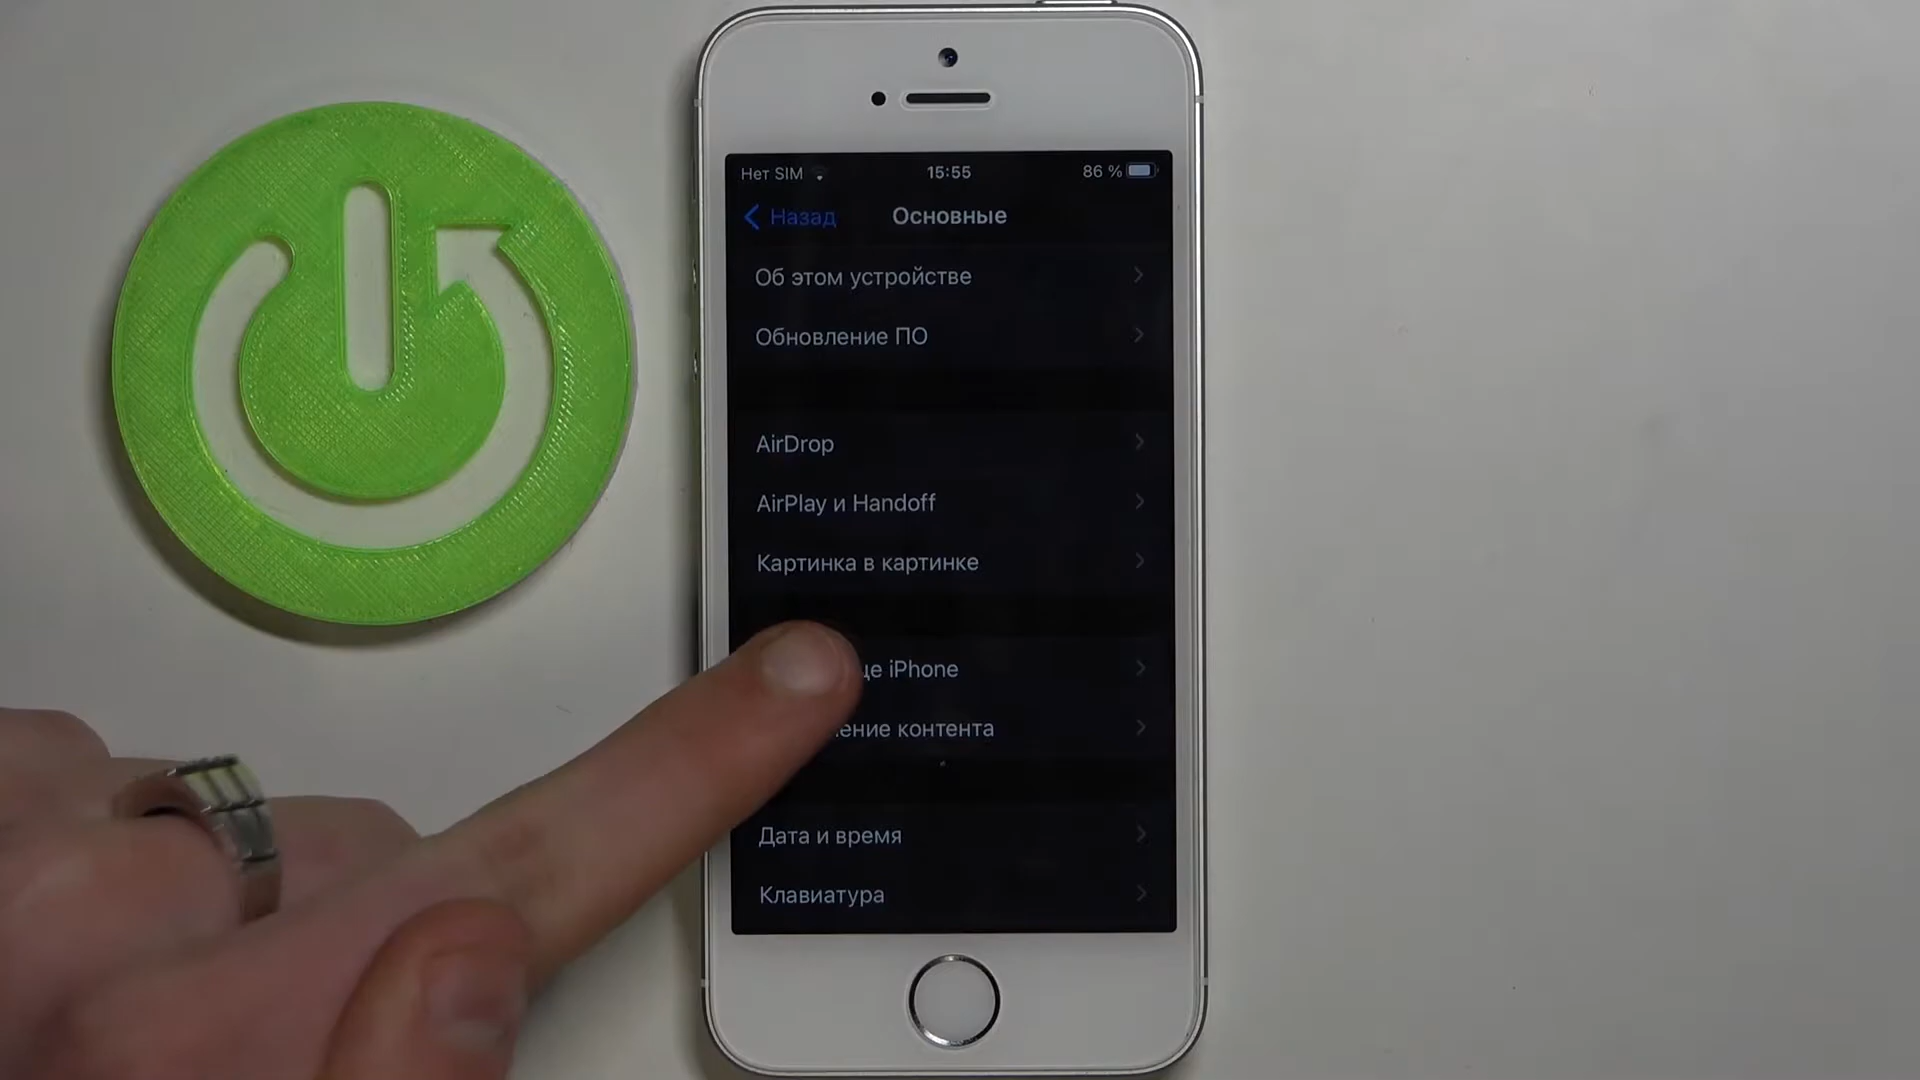 Нет SIM 15:55 86 %
Назад Основные
Об этом устройстве
Обновление ПО
AirDrop
AirPlay и Handoff
Картинка в картинке
iPhone
контента
Дата и время
Клавиатура